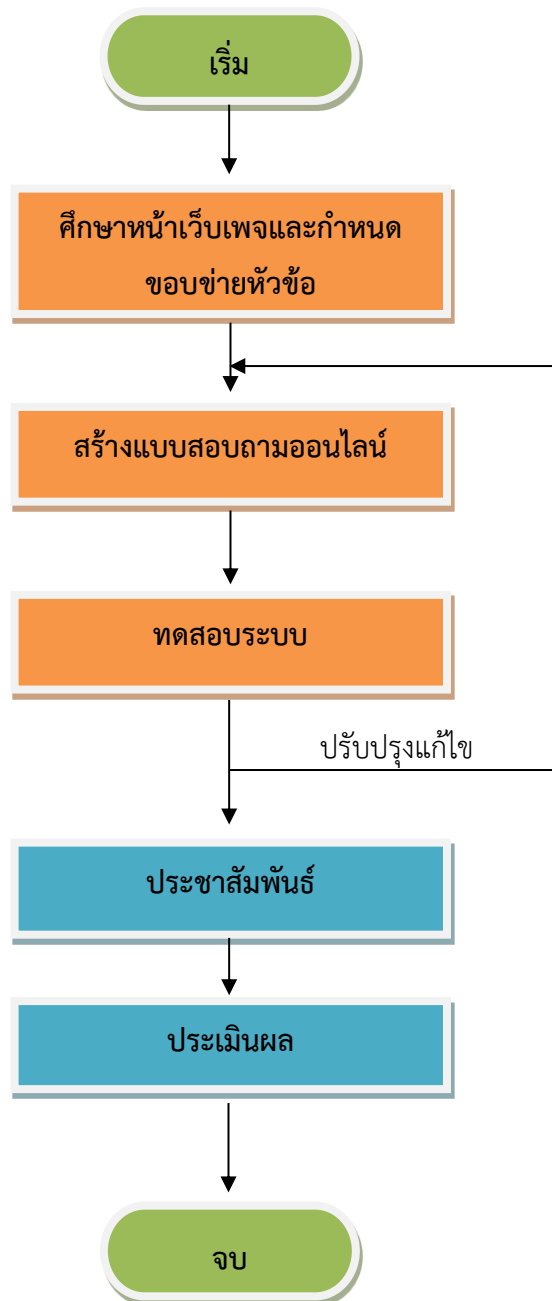 เริ่ม
ศึกษาหน้าเว็บเพจและกำหนด
ขอบข่ายหัวข้อ
สร้างแบบสอบถามออนไลน์
ทดสอบระบบ
ปรับปรุงแก้ไข
ประชาสัมพันธ์
ประเมินผล
จบ